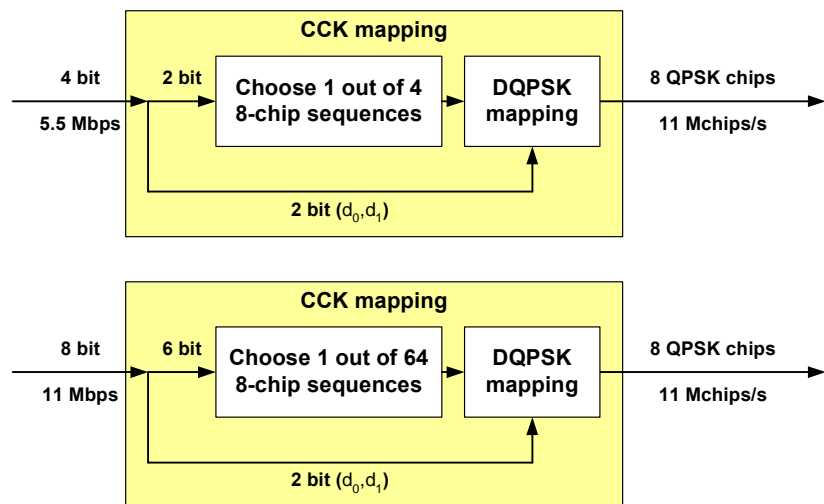 CCK mapping
4 bit
2 bit
Choose 1 out of 4
8-chip sequences
DQPSK
mapping
8 QPSK chips
5.5 Mbps
11 Mchips/s
2 bit (d₀,d₁)
CCK mapping
8 bit
6 bit
Choose 1 out of 64
8-chip sequences
DQPSK
mapping
8 QPSK chips
11 Mbps
11 Mchips/s
2 bit (d₀,d₁)